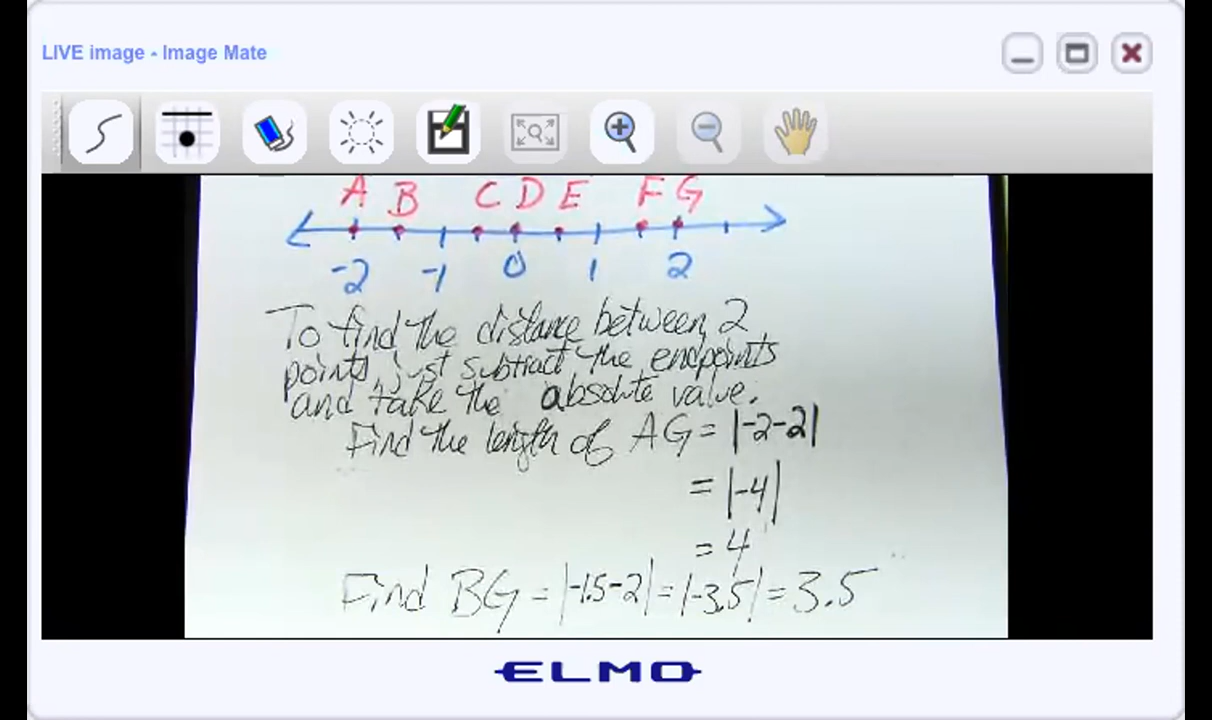 LIVE image - Image Mate
A B C D E F G
-2 -1 0 1 2
To find the distance between 2
points, just subtract the endpoints
and take the absolute value.
Find the length of AG = |-2-2|
= |-4|
= 4
Find BG = |-1.5-2| = |-3.5| = 3.5
ELMO